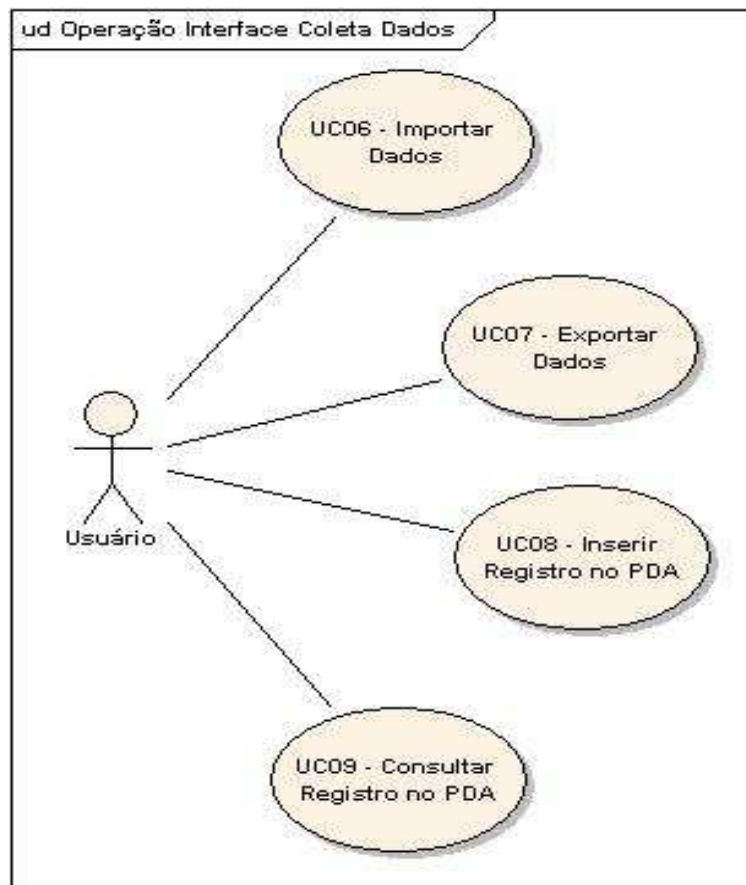 ud Operação Interface Coleta Dados
UC06 - Importar
Dados
UC07 - Exportar
Dados
Usuário
UC08 - Inserir
Registro no PDA
UC09 - Consultar
Registro no PDA